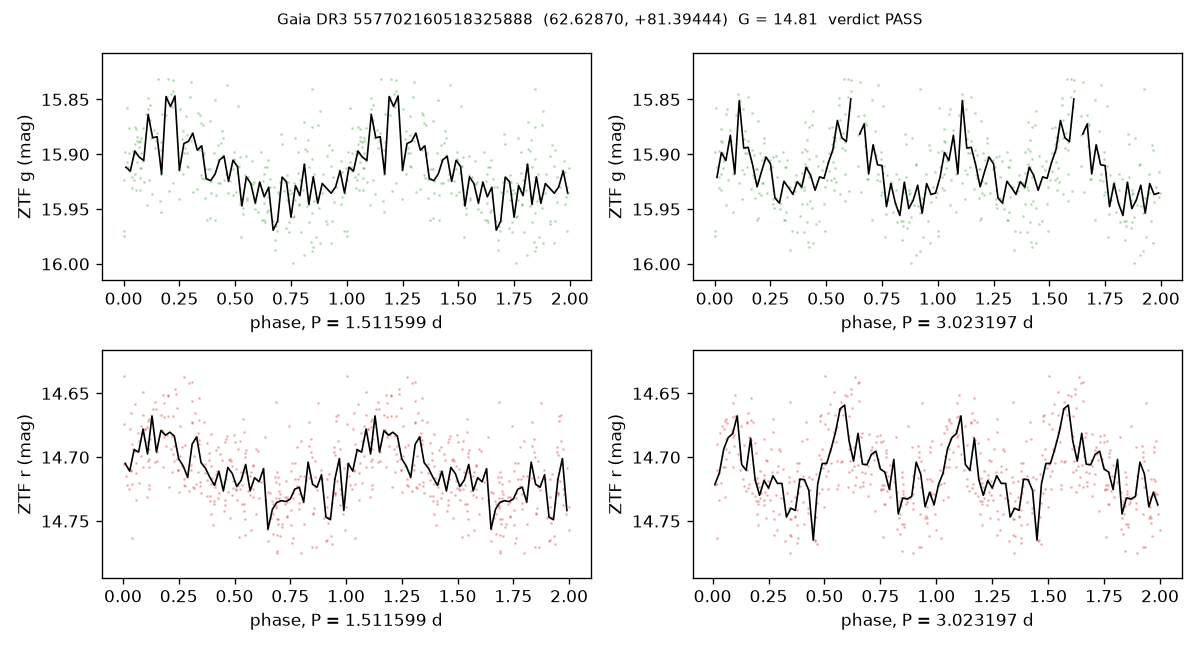 Gaia DR3 557702160518325888  (62.62870, +81.39444)  G = 14.81  verdict PASS
ZTF g (mag)
15.85
15.90
15.95
16.00
0.00 0.25 0.50 0.75 1.00 1.25 1.50 1.75 2.00
phase, P = 1.511599 d
ZTF g (mag)
15.85
15.90
15.95
16.00
0.00 0.25 0.50 0.75 1.00 1.25 1.50 1.75 2.00
phase, P = 3.023197 d
ZTF r (mag)
14.65
14.70
14.75
0.00 0.25 0.50 0.75 1.00 1.25 1.50 1.75 2.00
phase, P = 1.511599 d
ZTF r (mag)
14.65
14.70
14.75
0.00 0.25 0.50 0.75 1.00 1.25 1.50 1.75 2.00
phase, P = 3.023197 d